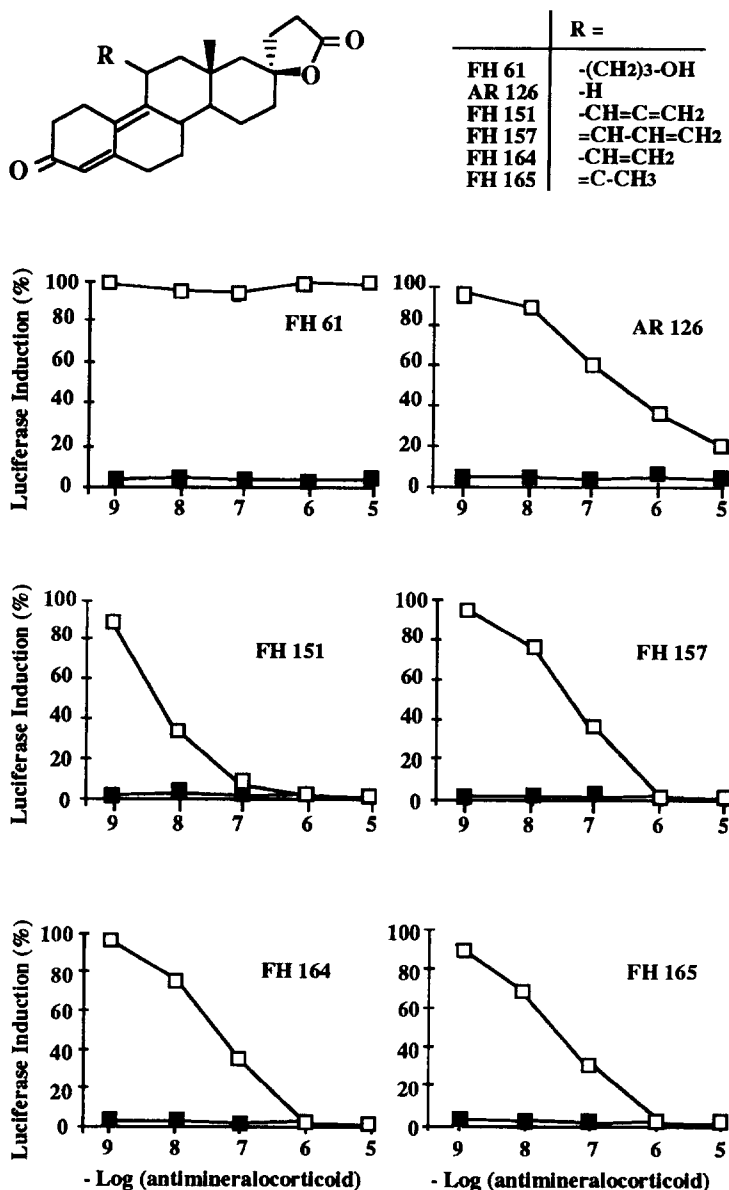 R
O
O
O
R =
FH 61 -(CH2)3-OH
AR 126 -H
FH 151 -CH=C=CH2
FH 157 =CH-CH=CH2
FH 164 -CH=CH2
FH 165 =C-CH3
Luciferase Induction (%)
100
80
60
40
20
0
9 8 7 6 5
FH 61
100
80
60
40
20
0
9 8 7 6 5
AR 126
Luciferase Induction (%)
100
80
60
40
20
0
9 8 7 6 5
FH 151
100
80
60
40
20
0
9 8 7 6 5
FH 157
Luciferase Induction (%)
100
80
60
40
20
0
9 8 7 6 5
FH 164
- Log (antimineralocorticoid)
100
80
60
40
20
0
9 8 7 6 5
FH 165
- Log (antimineralocorticoid)